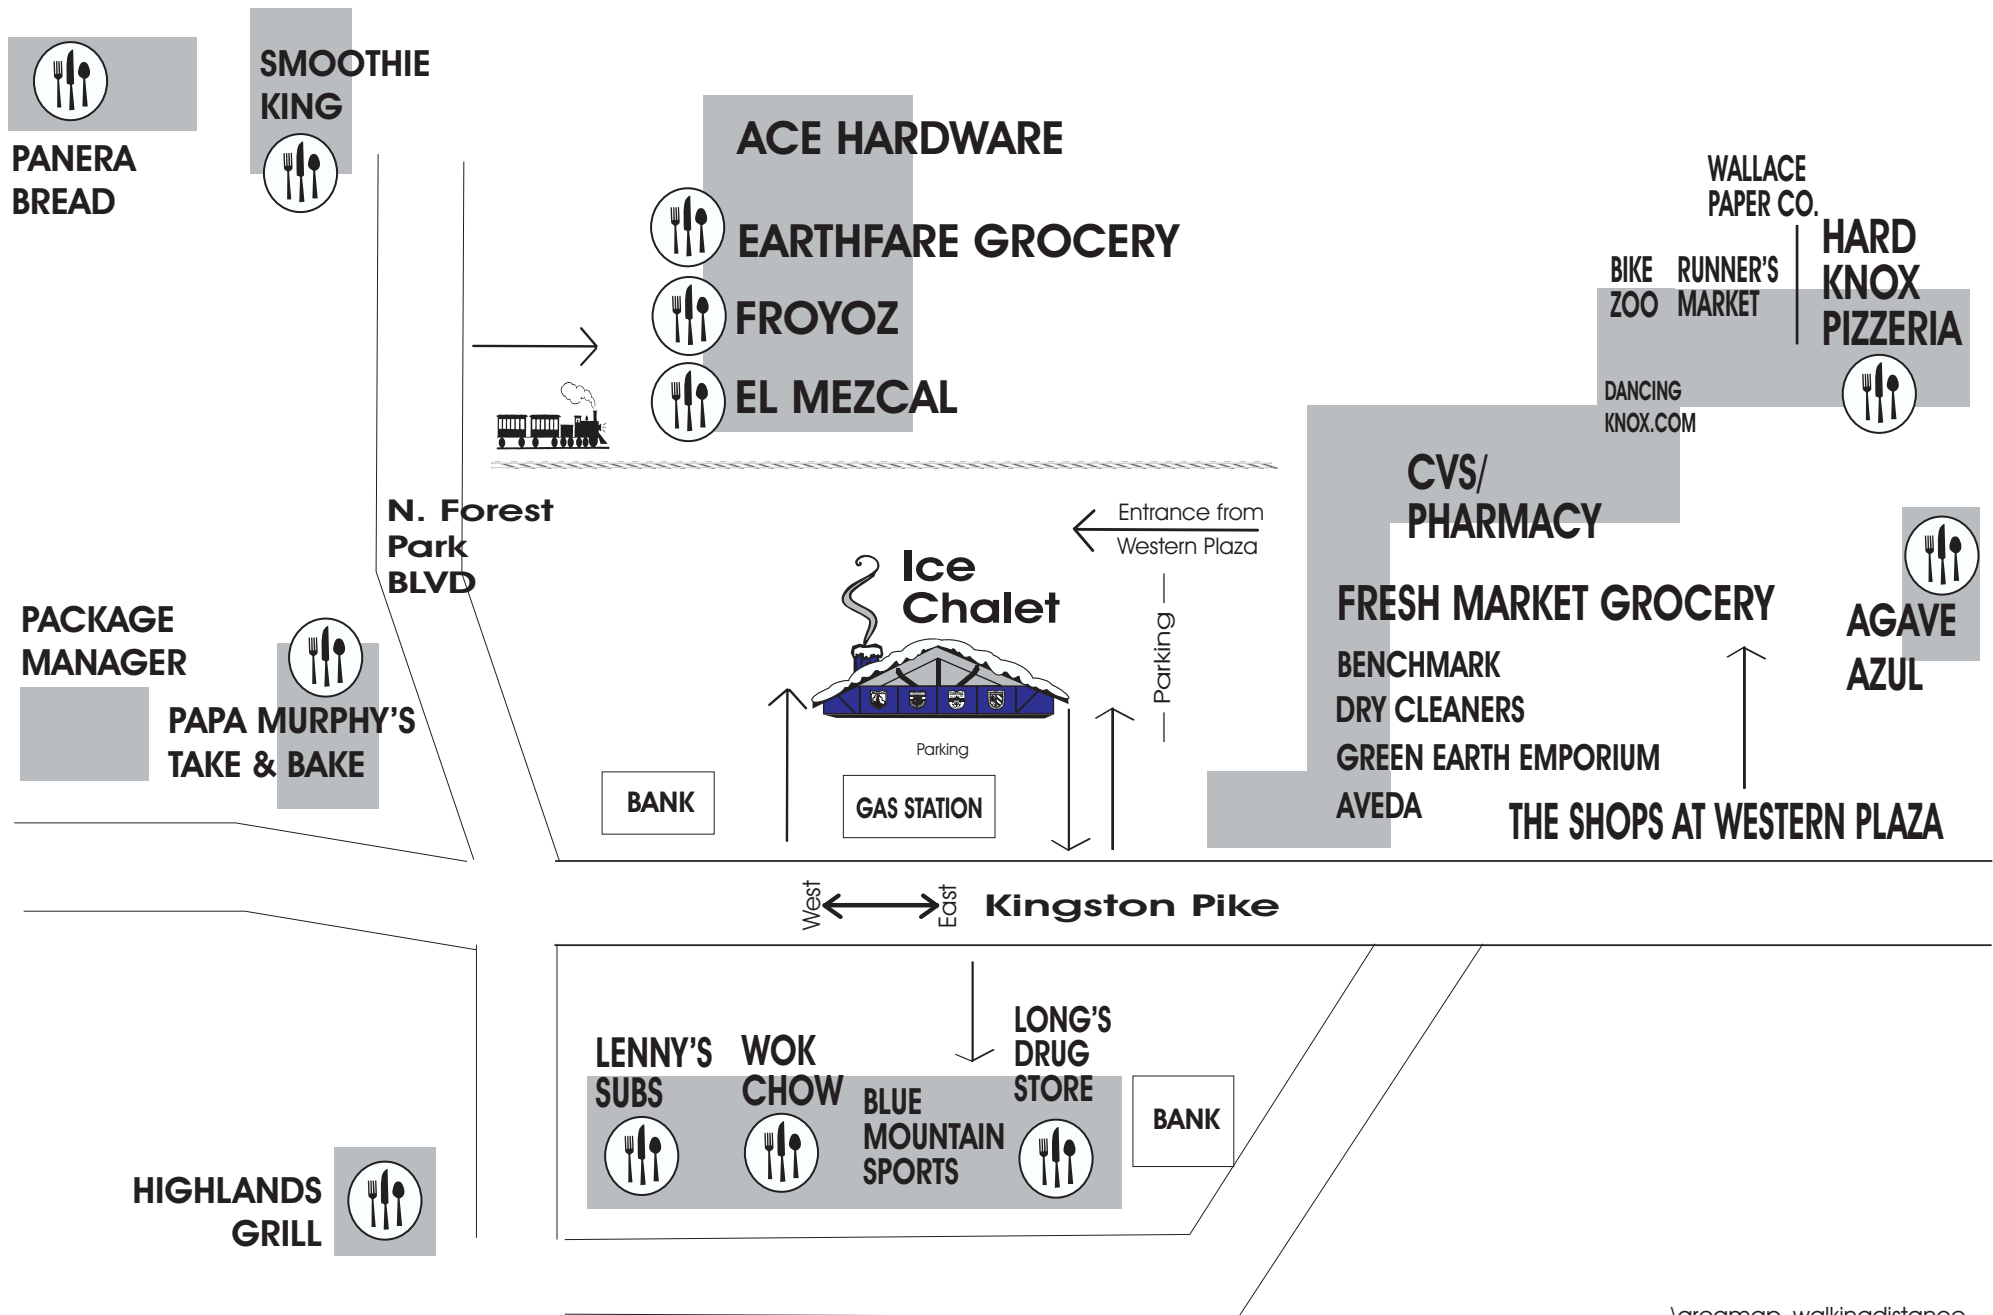 SMOOTHIE
KING
PANERA
BREAD
ACE HARDWARE
EARTHFARE GROCERY
FROYOZ
EL MEZCAL
WALLACE
PAPER CO.
HARD
KNOX
PIZZERIA
BIKE
ZOO
RUNNER'S
MARKET
DANCING
KNOX.COM
CVS/
PHARMACY
N. Forest
Park
BLVD
Entrance from
Western Plaza
Ice
Chalet
Parking
Parking
FRESH MARKET GROCERY
BENCHMARK
DRY CLEANERS
GREEN EARTH EMPORIUM
AVEDA
AGAVE
AZUL
THE SHOPS AT WESTERN PLAZA
PACKAGE
MANAGER
PAPA MURPHY'S
TAKE & BAKE
BANK
GAS STATION
West
East
Kingston Pike
LENNY'S
SUBS
WOK
CHOW
BLUE
MOUNTAIN
SPORTS
LONG'S
DRUG
STORE
BANK
HIGHLANDS
GRILL
\areamap_walkingdistance